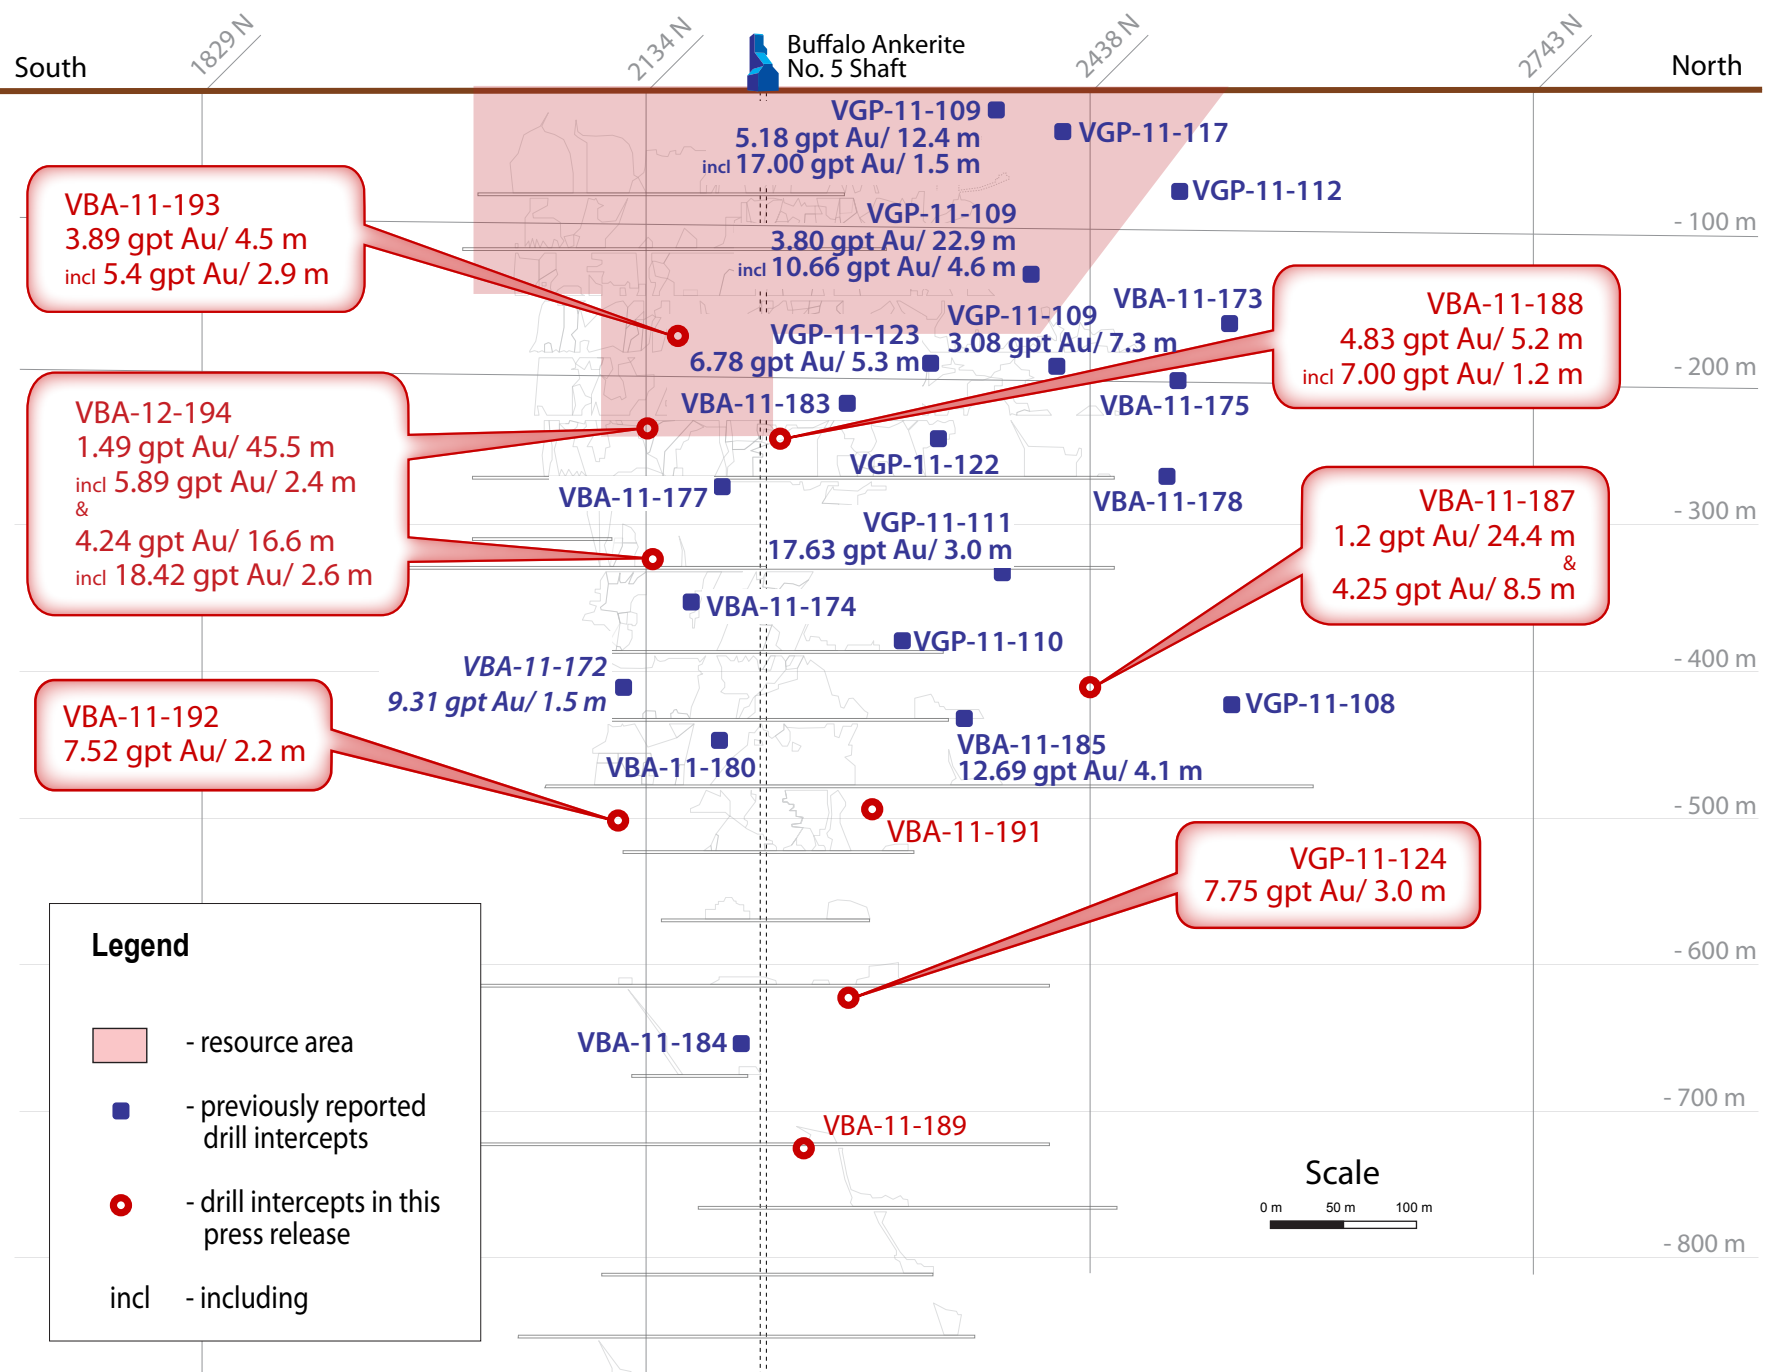 South
1829 N
2134 N
Buffalo Ankerite
No. 5 Shaft
2438 N
2743 N
North
VGP-11-109
5.18 gpt Au/ 12.4 m
incl 17.00 gpt Au/ 1.5 m
VGP-11-117
VGP-11-112
VGP-11-109
3.80 gpt Au/ 22.9 m
incl 10.66 gpt Au/ 4.6 m
- 100 m
VBA-11-193
3.89 gpt Au/ 4.5 m
incl 5.4 gpt Au/ 2.9 m
VBA-11-173
VGP-11-109
3.08 gpt Au/ 7.3 m
VGP-11-123
6.78 gpt Au/ 5.3 m
VBA-11-188
4.83 gpt Au/ 5.2 m
incl 7.00 gpt Au/ 1.2 m
- 200 m
VBA-11-183
VBA-11-175
VBA-12-194
1.49 gpt Au/ 45.5 m
incl 5.89 gpt Au/ 2.4 m
&
4.24 gpt Au/ 16.6 m
incl 18.42 gpt Au/ 2.6 m
VGP-11-122
VBA-11-177
VBA-11-178
- 300 m
VGP-11-111
17.63 gpt Au/ 3.0 m
VBA-11-187
1.2 gpt Au/ 24.4 m
&
4.25 gpt Au/ 8.5 m
VBA-11-174
VGP-11-110
- 400 m
VBA-11-172
9.31 gpt Au/ 1.5 m
VGP-11-108
VBA-11-192
7.52 gpt Au/ 2.2 m
VBA-11-180
VBA-11-185
12.69 gpt Au/ 4.1 m
- 500 m
VBA-11-191
VGP-11-124
7.75 gpt Au/ 3.0 m
- 600 m
VBA-11-184
- 700 m
VBA-11-189
- 800 m
Legend
- resource area
- previously reported
drill intercepts
- drill intercepts in this
press release
incl - including
Scale
0 m 50 m 100 m